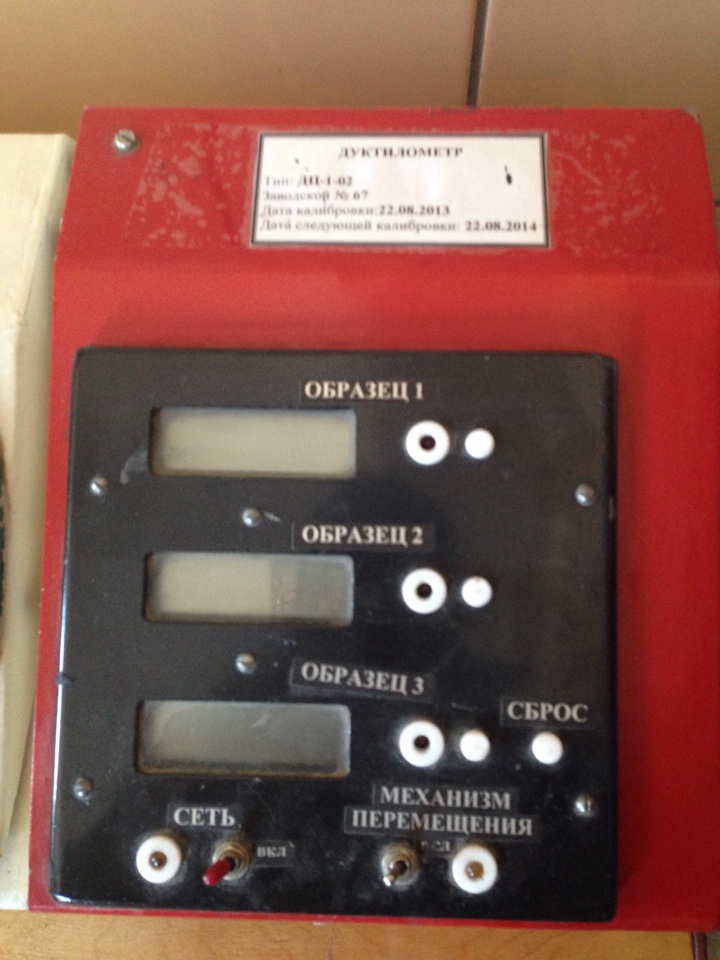 ДУКТИЛОМЕТР
Тип: ДЦ-1-02
Заводской № 67
Дата калибровки:22.08.2013
Дата следующей калибровки: 22.08.2014
ОБРАЗЕЦ 1
ОБРАЗЕЦ 2
ОБРАЗЕЦ 3
СБРОС
МЕХАНИЗМ
ПЕРЕМЕЩЕНИЯ
СЕТЬ
вкл